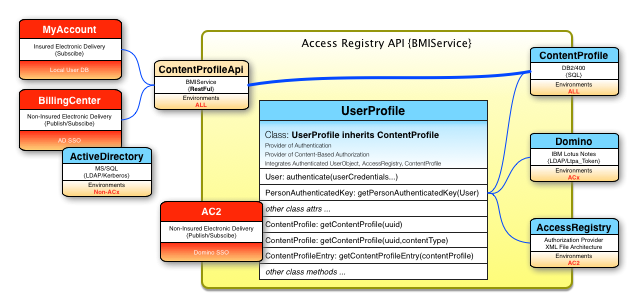 MyAccount
Insured Electronic Delivery
(Subscibe)
Local User DB
BillingCenter
Non-Insured Electronic Delivery
(Publish/Subscibe)
AD SSO
ActiveDirectory
MS/SQL
(LDAP/Kerberos)
Environments
Non-ACx
ContentProfileApi
BMIService
(RestFul)
Environments
ALL
AC2
Non-Insured Electronic Delivery
(Publish/Subscibe)
Domino SSO
Access Registry API {BMIService}
UserProfile
Class: UserProfile inherits ContentProfile
Provider of Authentication
Provider of Content-Based Authorization
Integrates Authenticated UserObject, AccessRegistry, ContentProfile
User: authenticate(userCredentials...)
PersonAuthenticatedKey: getPersonAuthenticatedKey(User)
other class attrs ...
ContentProfile: getContentProfile(uuid)
ContentProfile: getContentProfile(uuid,contentType)
ContentProfileEntry: getContentProfileEntry(contentProfile)
other class methods ...
ContentProfile
DB2/400
(SQL)
Environments
ALL
Domino
IBM Lotus Notes
(LDAP/Ltpa_Token)
Environments
ACx
AccessRegistry
Authorization Provider
XML File Architecture
Environments
AC2